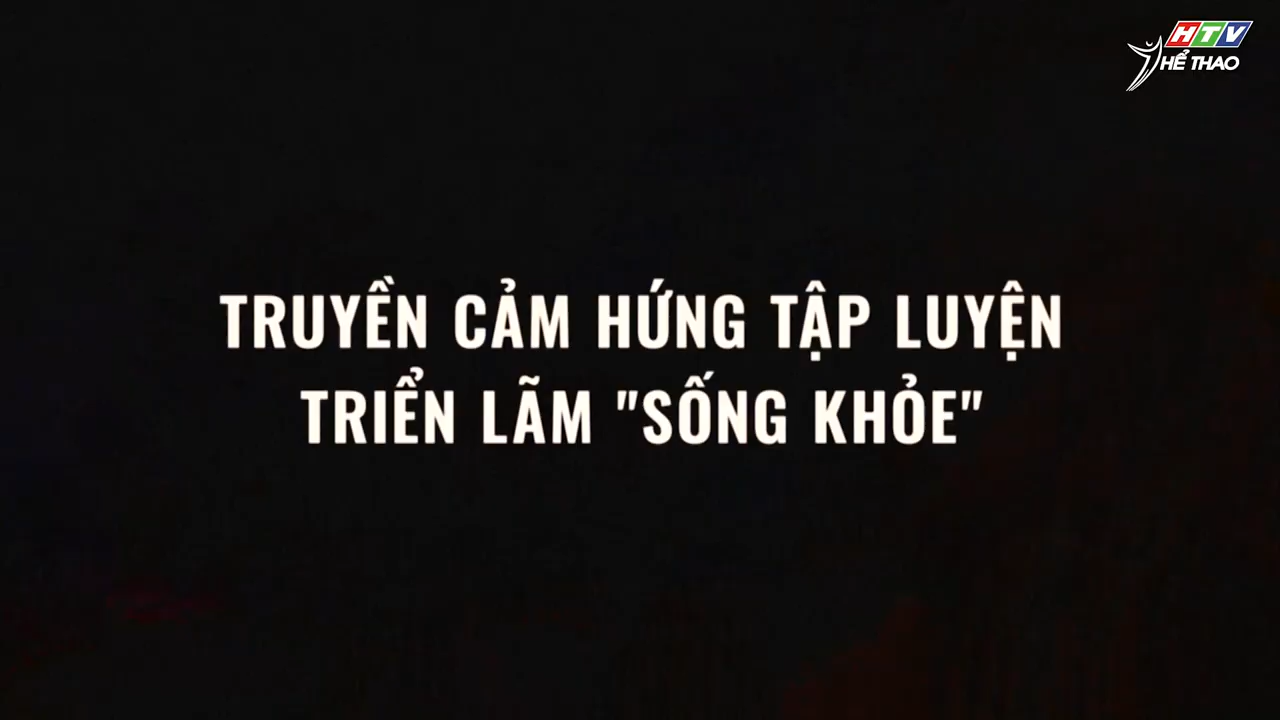 HTV
THỂ THAO
TRUYỀN CẢM HỨNG TẬP LUYỆN
TRIỂN LÃM "SỐNG KHỎE"